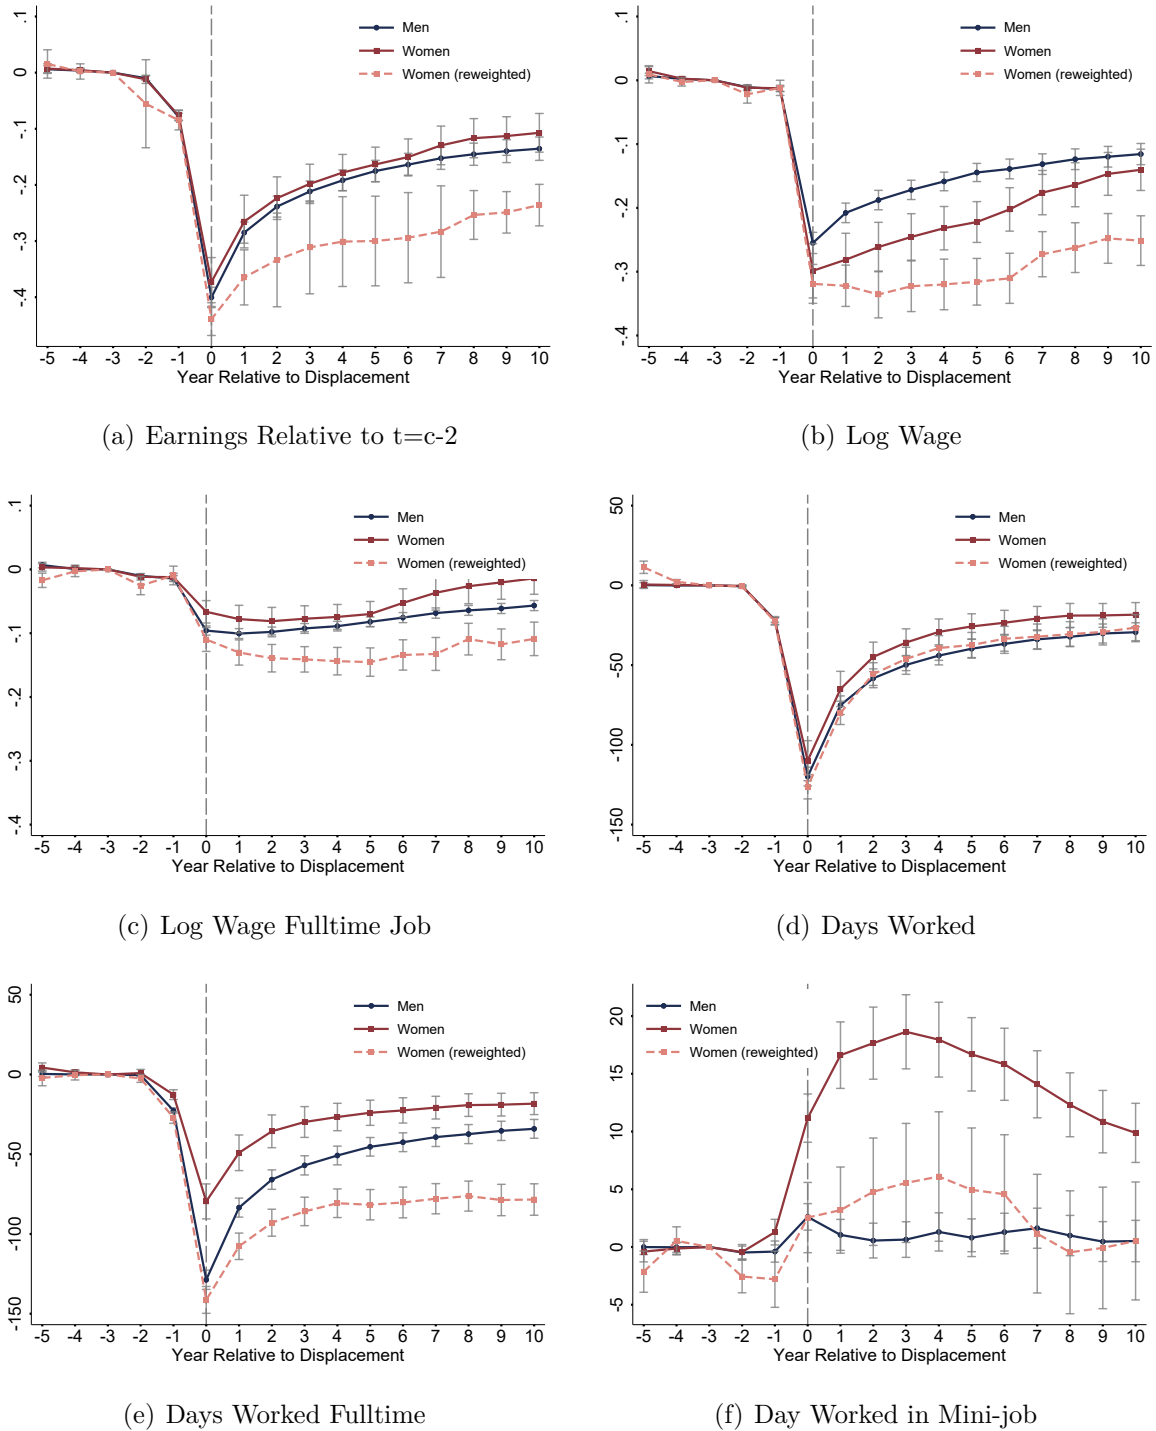 .1
0
-.1
-.2
-.3
-.4
Men
Women
Women (reweighted)
-5 -4 -3 -2 -1 0 1 2 3 4 5 6 7 8 9 10
Year Relative to Displacement
(a) Earnings Relative to t=c-2
.1
0
-.1
-.2
-.3
-.4
Men
Women
Women (reweighted)
-5 -4 -3 -2 -1 0 1 2 3 4 5 6 7 8 9 10
Year Relative to Displacement
(b) Log Wage
.1
0
-.1
-.2
-.3
-.4
Men
Women
Women (reweighted)
-5 -4 -3 -2 -1 0 1 2 3 4 5 6 7 8 9 10
Year Relative to Displacement
(c) Log Wage Fulltime Job
50
0
-50
-100
-150
Men
Women
Women (reweighted)
-5 -4 -3 -2 -1 0 1 2 3 4 5 6 7 8 9 10
Year Relative to Displacement
(d) Days Worked
50
0
-50
-100
-150
Men
Women
Women (reweighted)
-5 -4 -3 -2 -1 0 1 2 3 4 5 6 7 8 9 10
Year Relative to Displacement
(e) Days Worked Fulltime
20
15
10
5
0
-5
Men
Women
Women (reweighted)
-5 -4 -3 -2 -1 0 1 2 3 4 5 6 7 8 9 10
Year Relative to Displacement
(f) Day Worked in Mini-job